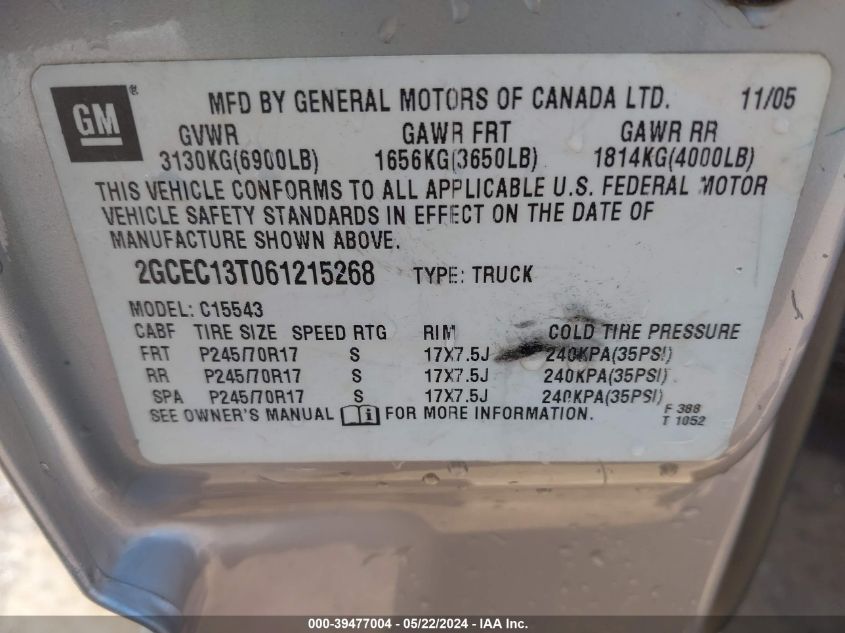 GM ®
MFD BY GENERAL MOTORS OF CANADA LTD. 11/05
GVWR GAWR FRT GAWR RR
3130KG(6900LB) 1656KG(3650LB) 1814KG(4000LB)
THIS VEHICLE CONFORMS TO ALL APPLICABLE U.S. FEDERAL MOTOR
VEHICLE SAFETY STANDARDS IN EFFECT ON THE DATE OF
MANUFACTURE SHOWN ABOVE.
2GCEC13T061215268 TYPE: TRUCK
MODEL: C15543
CABF TIRE SIZE SPEED RTG RIM COLD TIRE PRESSURE
FRT P245/70R17 S 17X7.5J 240KPA(35PSI)
RR P245/70R17 S 17X7.5J 240KPA(35PSI)
SPA P245/70R17 S 17X7.5J 240KPA(35PSI)
SEE OWNER'S MANUAL i FOR MORE INFORMATION.
F 388
T 1052
000-39477004 - 05/22/2024 - IAA Inc.